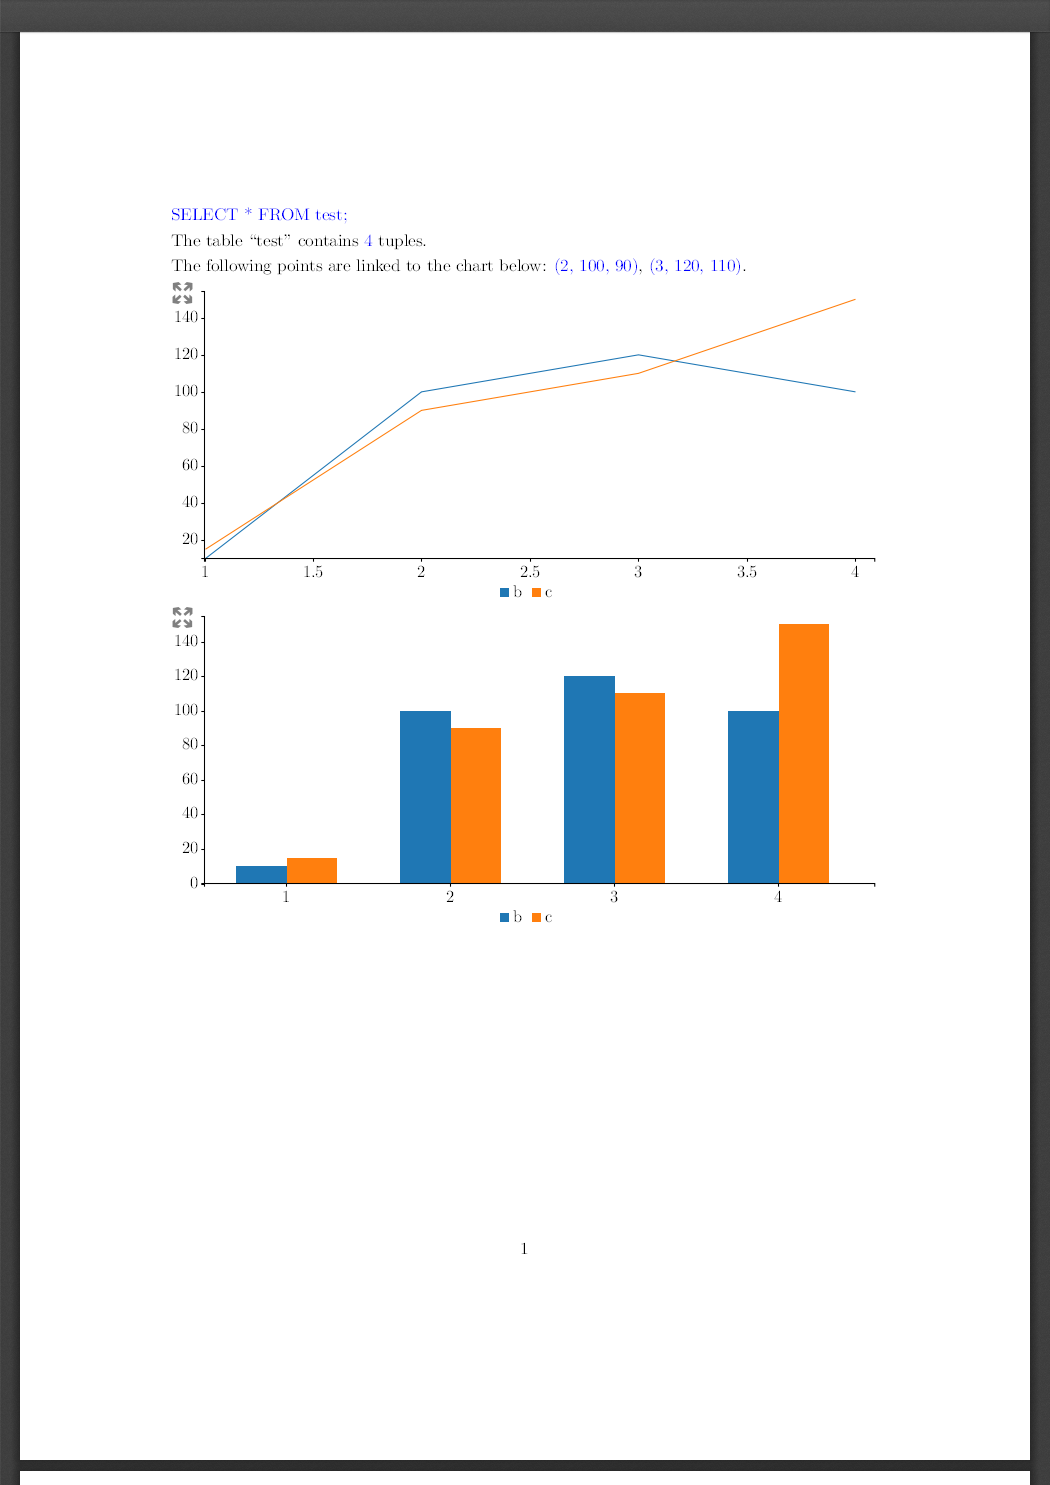 SELECT * FROM test;
The table “test” contains 4 tuples.
The following points are linked to the chart below: (2, 100, 90), (3, 120, 110).
140
120
100
80
60
40
20
1 1.5 2 2.5 3 3.5 4
b c
140
120
100
80
60
40
20
0
1 2 3 4
b c
1